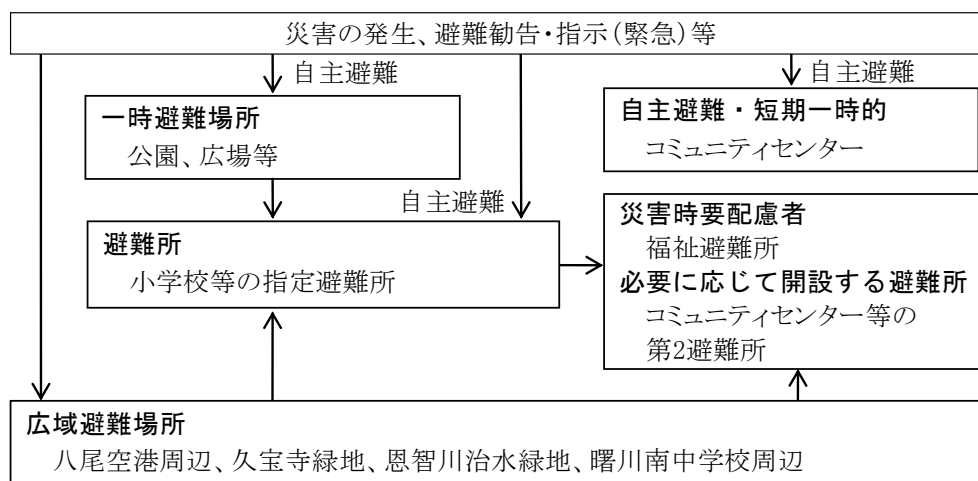 災害の発生、避難勧告・指示(緊急)等
自主避難
自主避難
一時避難場所
公園、広場等
自主避難・短期一時的
コミュニティセンター
自主避難
避難所
小学校等の指定避難所
災害時要配慮者
福祉避難所
必要に応じて開設する避難所
コミュニティセンター等の
第2避難所
広域避難場所
八尾空港周辺、久宝寺緑地、恩智川治水緑地、曙川南中学校周辺